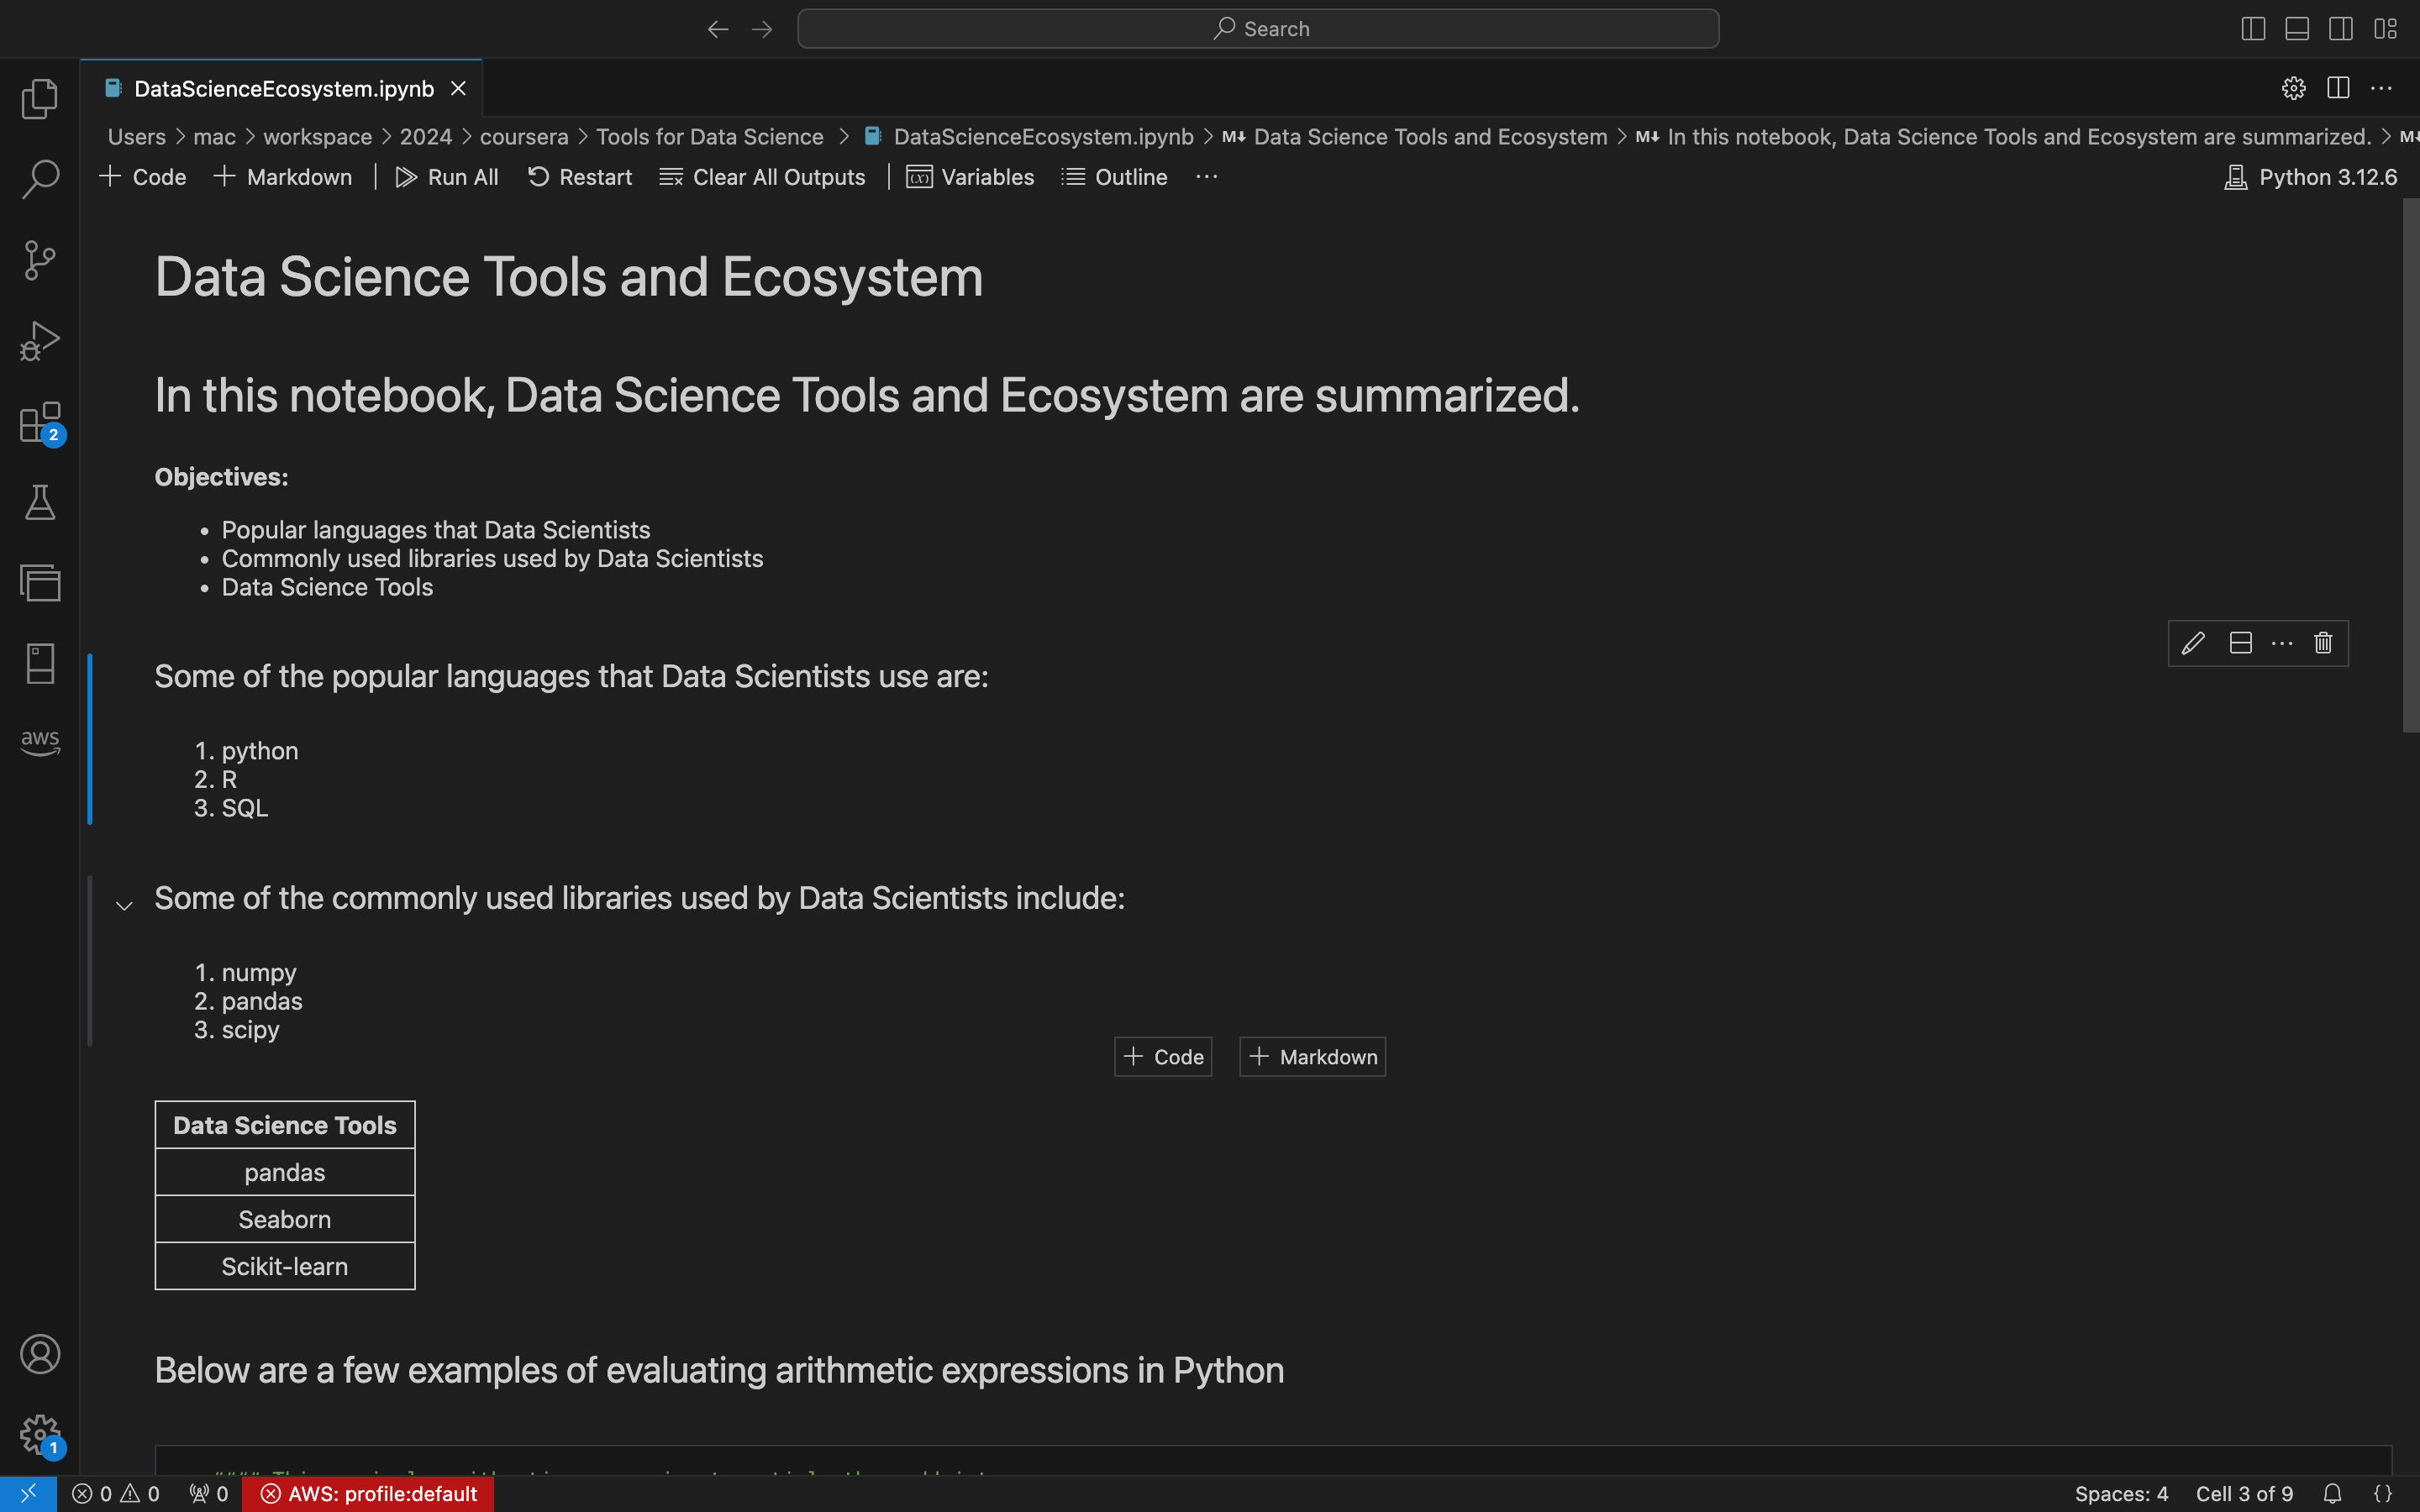 Search
DataScienceEcosystem.ipynb
Users > mac > workspace > 2024 > coursera > Tools for Data Science > DataScienceEcosystem.ipynb > M↓ Data Science Tools and Ecosystem > M↓ In this notebook, Data Science Tools and Ecosystem are summarized. > M↓
+ Code + Markdown | Run All Restart Clear All Outputs | Variables Outline ... Python 3.12.6
Data Science Tools and Ecosystem
In this notebook, Data Science Tools and Ecosystem are summarized.
Objectives:
• Popular languages that Data Scientists
• Commonly used libraries used by Data Scientists
• Data Science Tools
2
Some of the popular languages that Data Scientists use are:
1. python
2. R
3. SQL
aws
Some of the commonly used libraries used by Data Scientists include:
1. numpy
2. pandas
3. scipy
+ Code + Markdown
Data Science Tools
pandas
Seaborn
Scikit-learn
Below are a few examples of evaluating arithmetic expressions in Python
1
0 0 0 AWS: profile:default Spaces: 4 Cell 3 of 9 {}